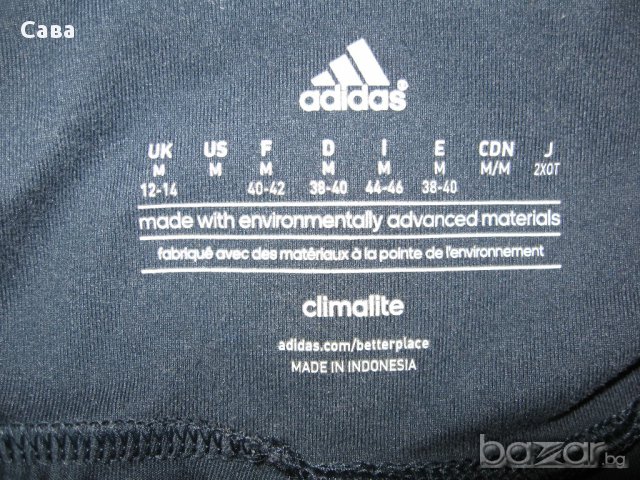 Сава
adidas®
UK US F D I E CDN J
M M M M M M M/M 2XOT
12-14 40-42 38-40 44-46 38-40
made with environmentally advanced materials
fabriqué avec des matériaux à la pointe de l'environnement
climalite
adidas.com/betterplace
MADE IN INDONESIA
bazar.bg